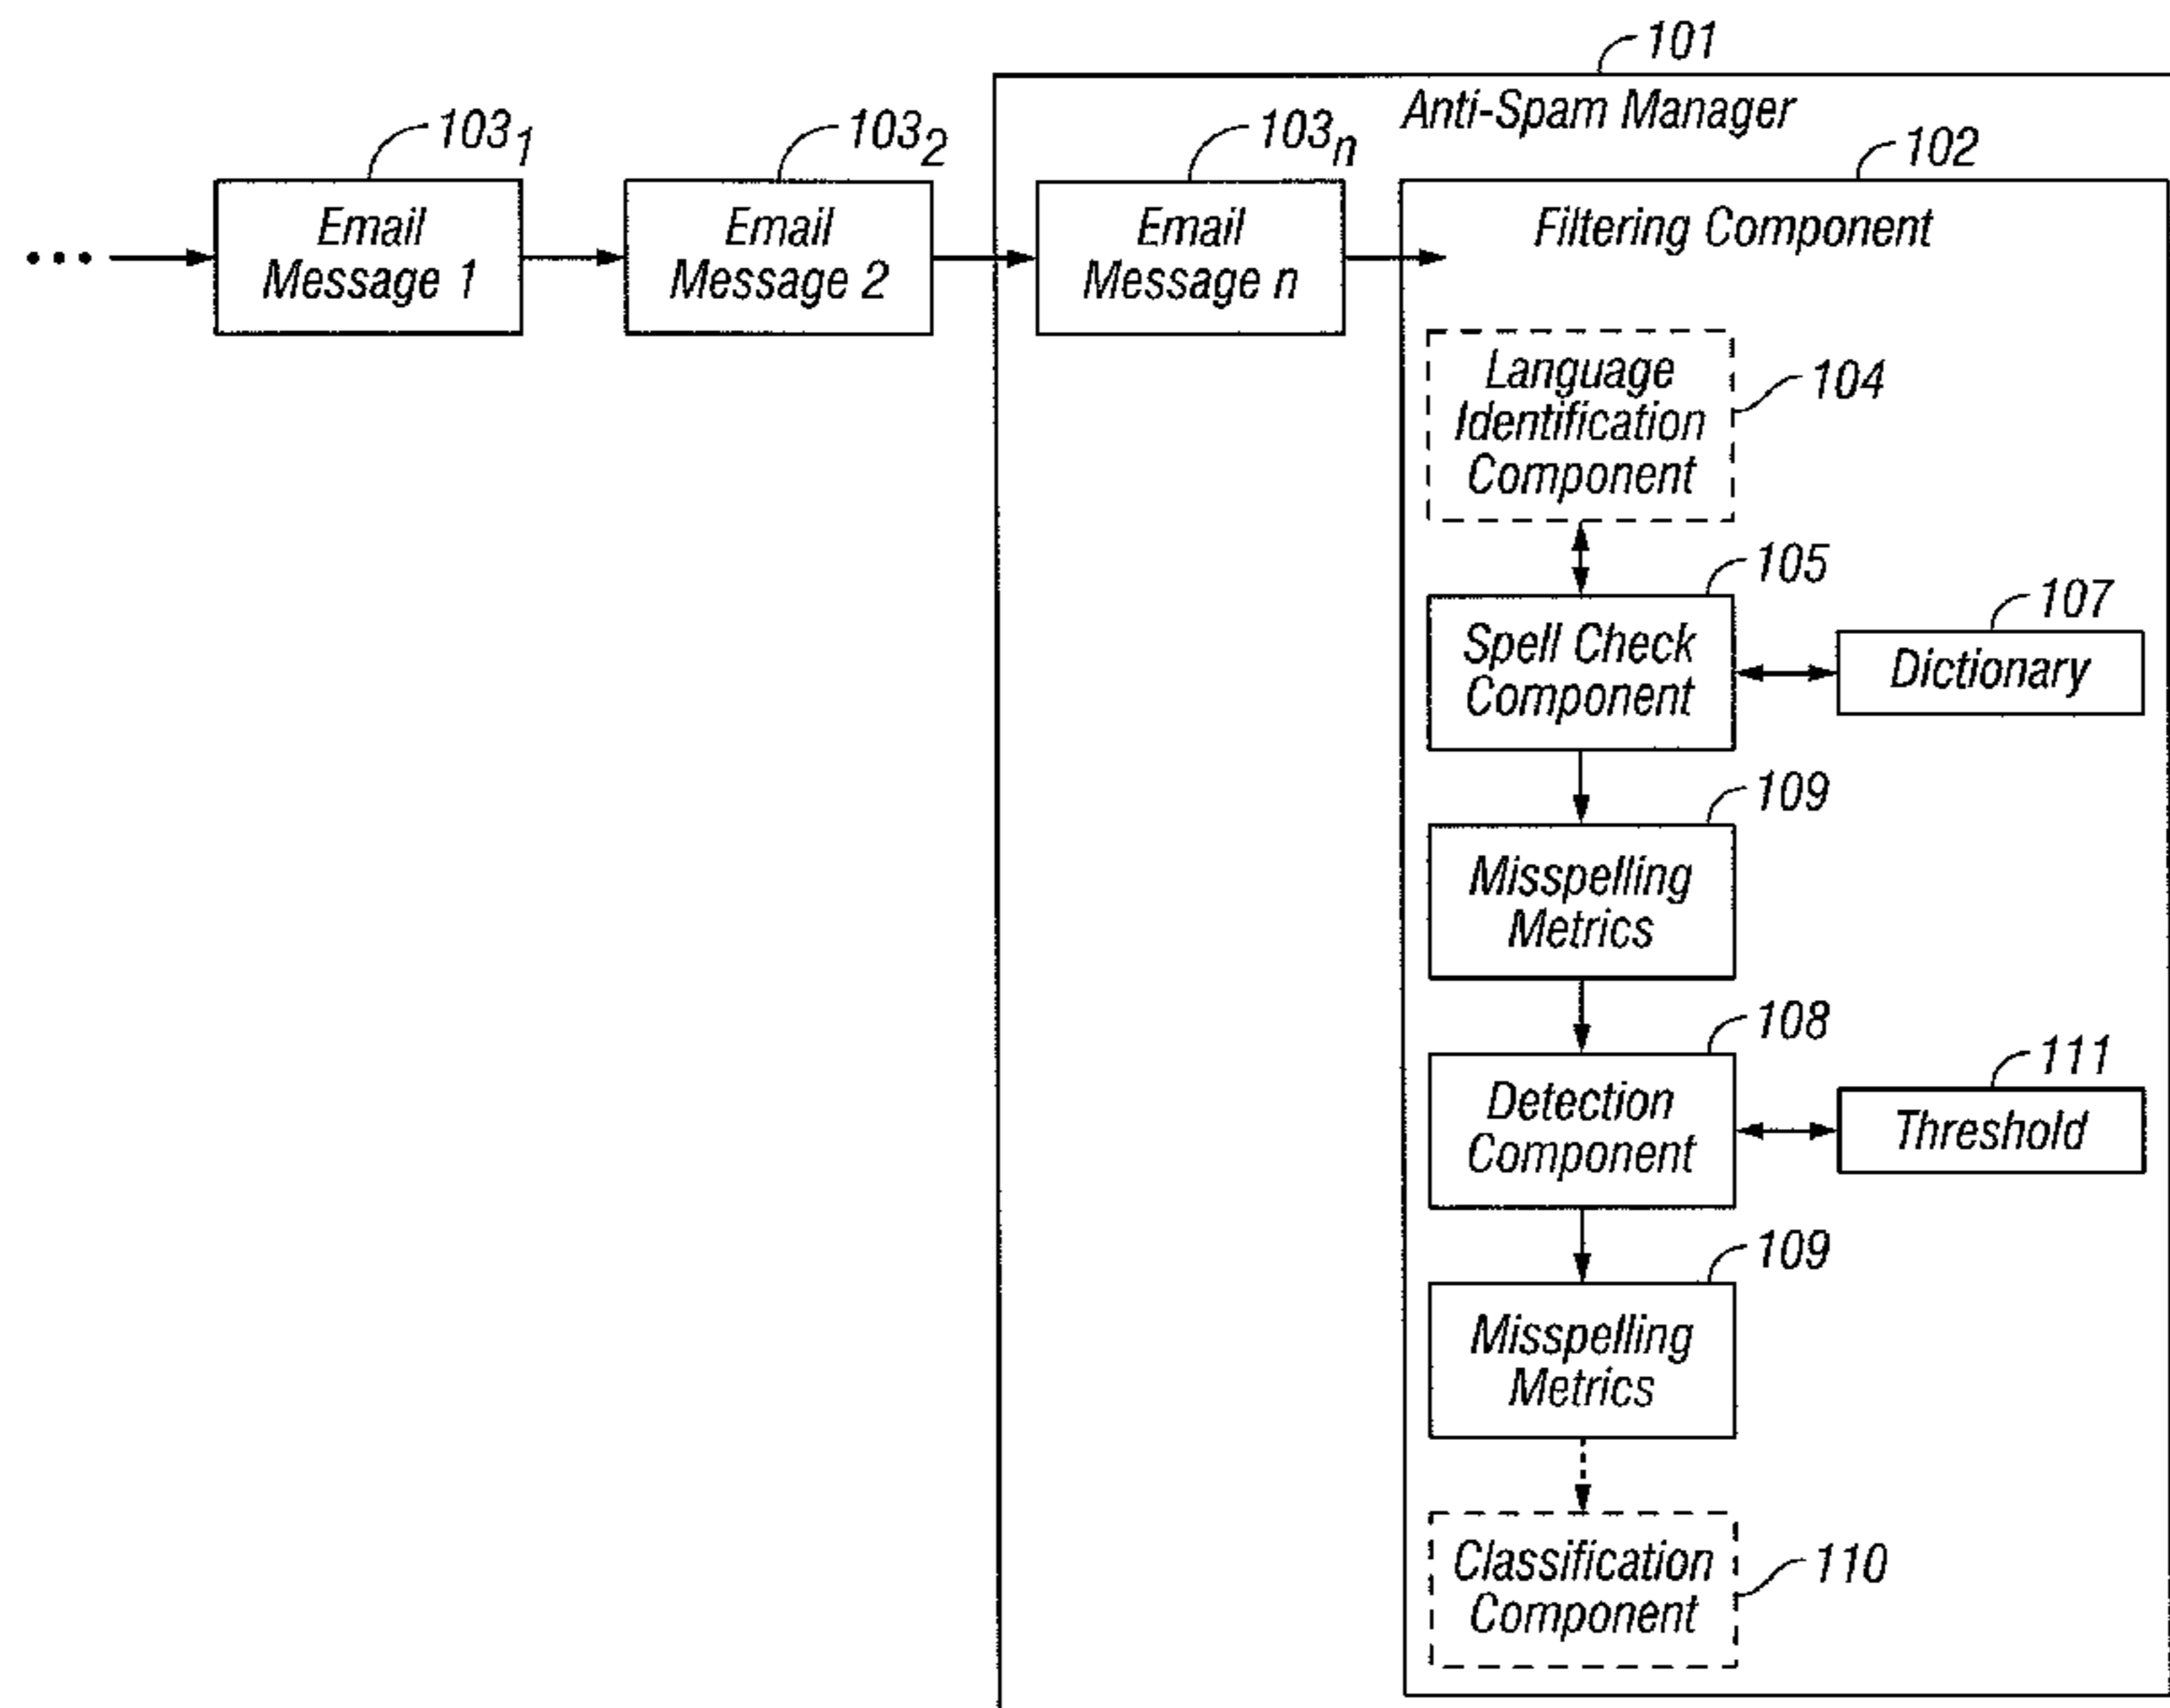 101
Anti-Spam Manager
103₁
103₂
103ₙ
102
Email
Message 1
Email
Message 2
Email
Message n
Filtering Component
Language
Identification
Component
104
105
Spell Check
Component
107
Dictionary
109
Misspelling
Metrics
108
Detection
Component
111
Threshold
109
Misspelling
Metrics
Classification
Component
110